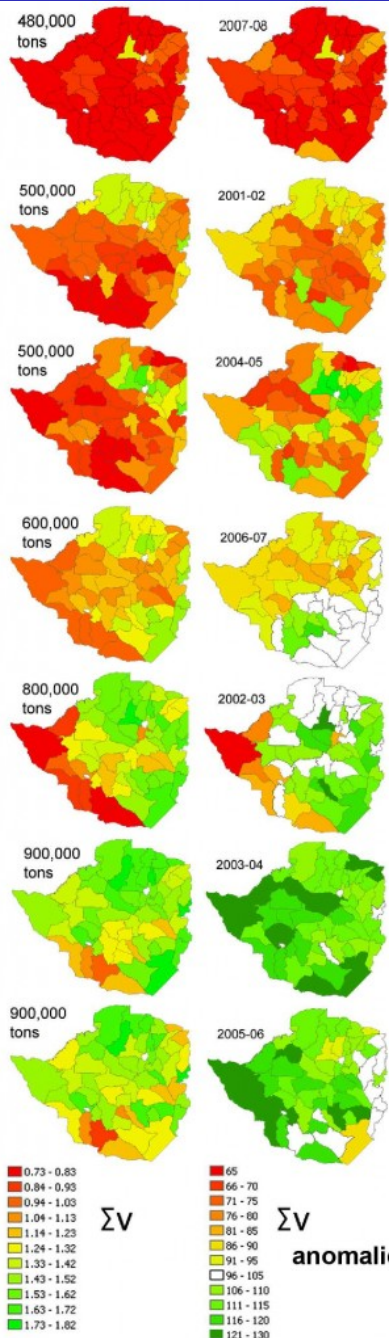 480,000
tons
2007-08
500,000
tons
2001-02
500,000
tons
2004-05
600,000
tons
2006-07
800,000
tons
2002-03
900,000
tons
2003-04
900,000
tons
2005-06
0.73 - 0.83
0.84 - 0.93
0.94 - 1.03
1.04 - 1.13
1.14 - 1.23
1.24 - 1.32
1.33 - 1.42
1.43 - 1.52
1.53 - 1.62
1.63 - 1.72
1.73 - 1.82
Σv
65
66 - 70
71 - 75
76 - 80
81 - 85
86 - 90
91 - 95
96 - 105
106 - 110
111 - 115
116 - 120
121 - 130
Σv
anomalie